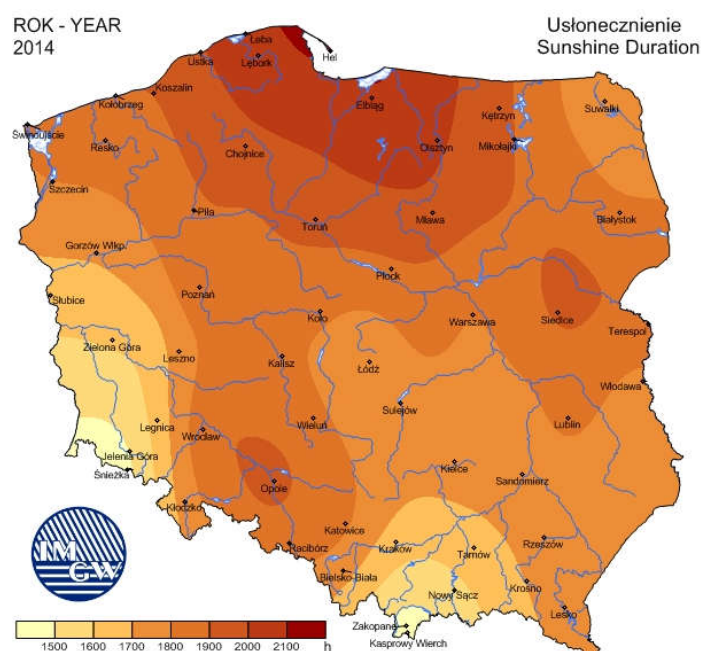 ROK - YEAR
2014
Usłonecznienie
Sunshine Duration
Łeba
Hel
Ustka
Lębork
Koszalin
Kołobrzeg
Elbląg
Kętrzyn
Suwałki
Świnoujście
Resko
Chojnice
Olsztyn
Mikołajki
Szczecin
Piła
Toruń
Mława
Białystok
Gorzów Wlkp.
Płock
Słubice
Poznań
Koło
Warszawa
Siedlce
Terespol
Zielona Góra
Leszno
Kalisz
Łódź
Włodawa
Sulejów
Legnica
Wrocław
Wieluń
Lublin
Jelenia Góra
Śnieżka
Kielce
Sandomierz
Opole
Kłodzko
Katowice
Racibórz
Kraków
Tarnów
Rzeszów
Bielsko-Biała
Nowy Sącz
Krosno
Lesko
Zakopane
Kasprowy Wierch
IM
GW
1500 1600 1700 1800 1900 2000 2100 h